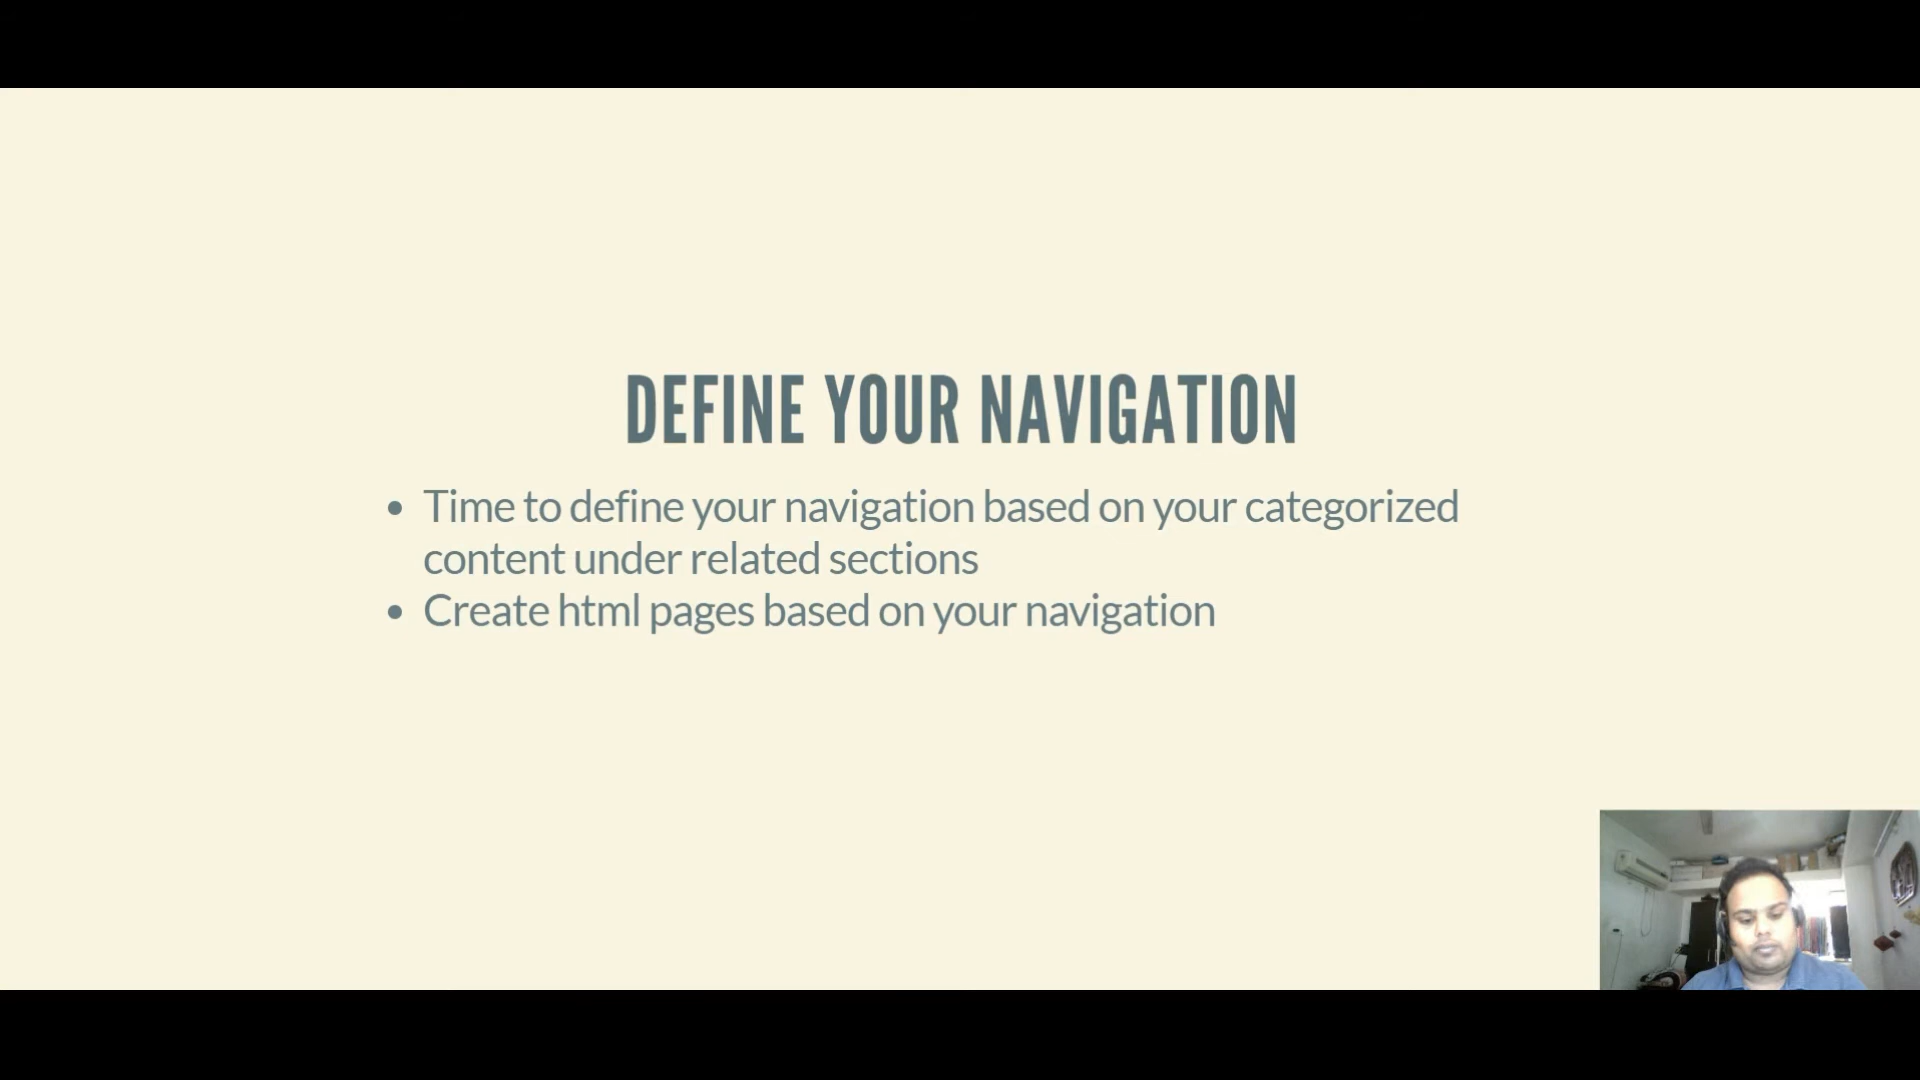 DEFINE YOUR NAVIGATION
Time to define your navigation based on your categorized
content under related sections
Create html pages based on your navigation